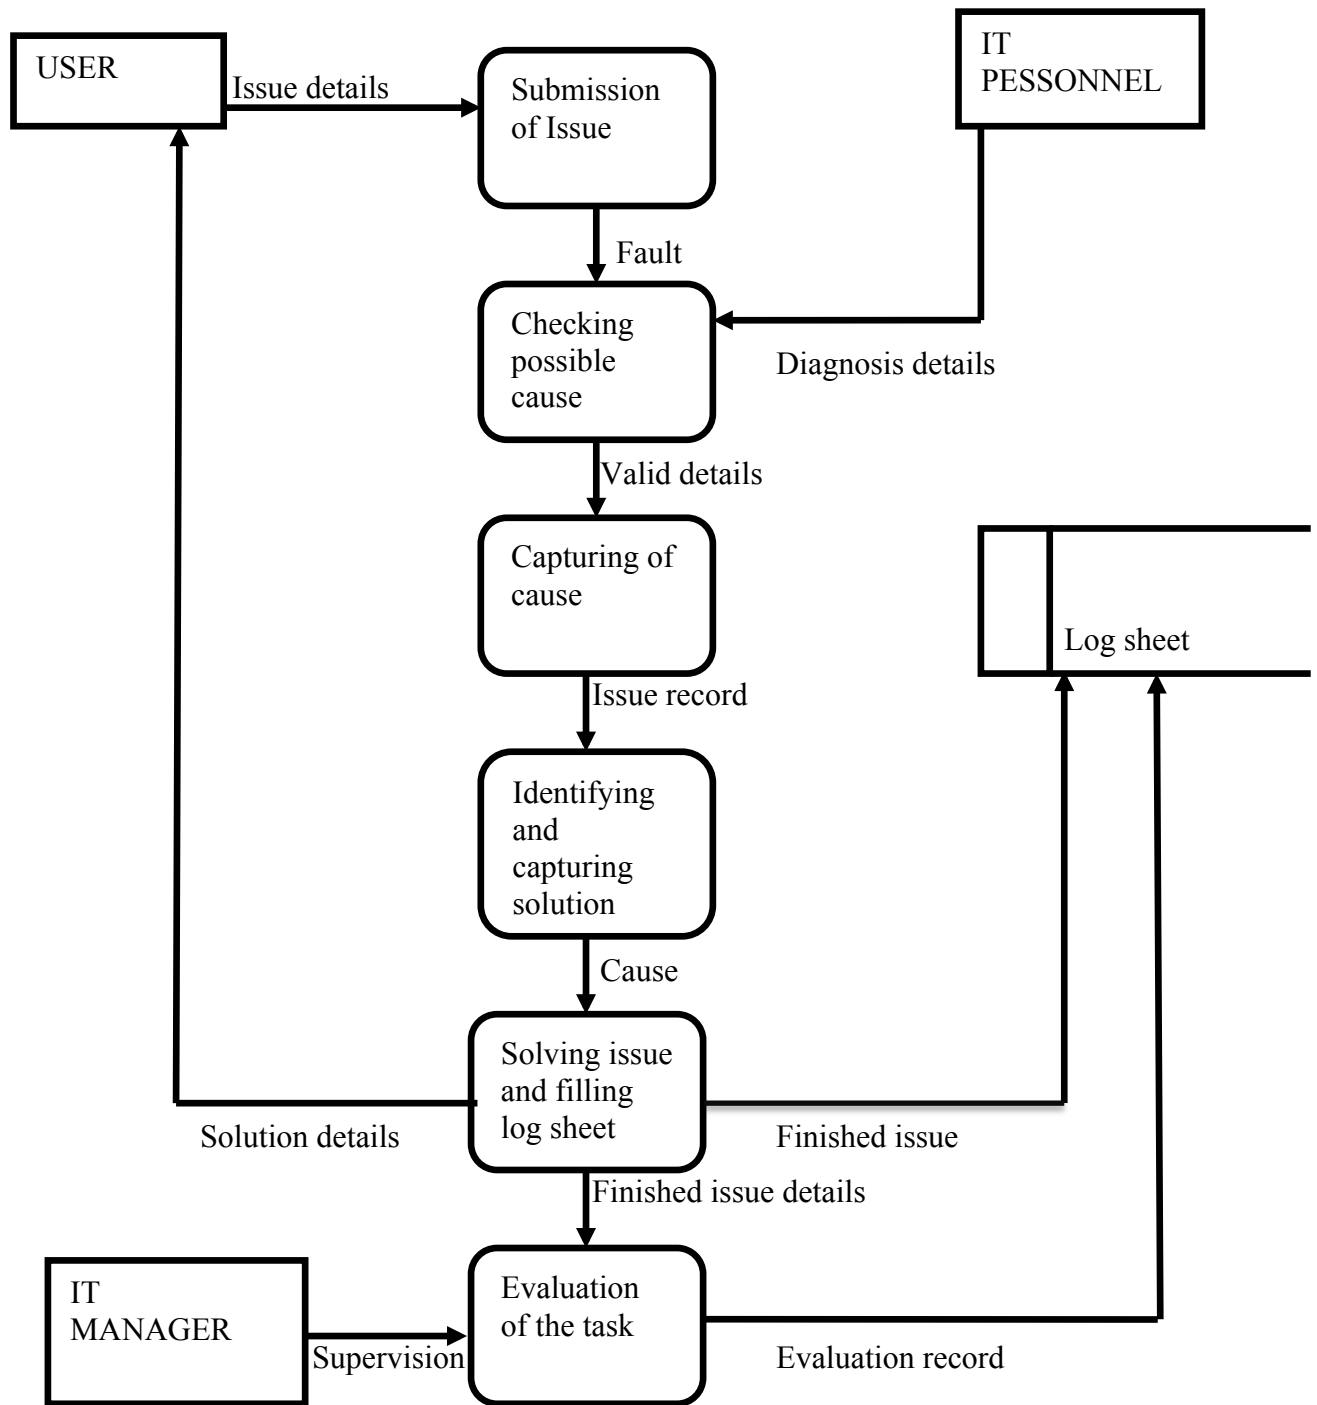 USER
Issue details
Submission
of Issue
IT
PESSONNEL
Fault
Checking
possible
cause
Diagnosis details
Valid details
Capturing of
cause
Log sheet
Issue record
Identifying
and
capturing
solution
Cause
Solving issue
and filling
log sheet
Solution details
Finished issue
Finished issue details
IT
MANAGER
Supervision
Evaluation
of the task
Evaluation record